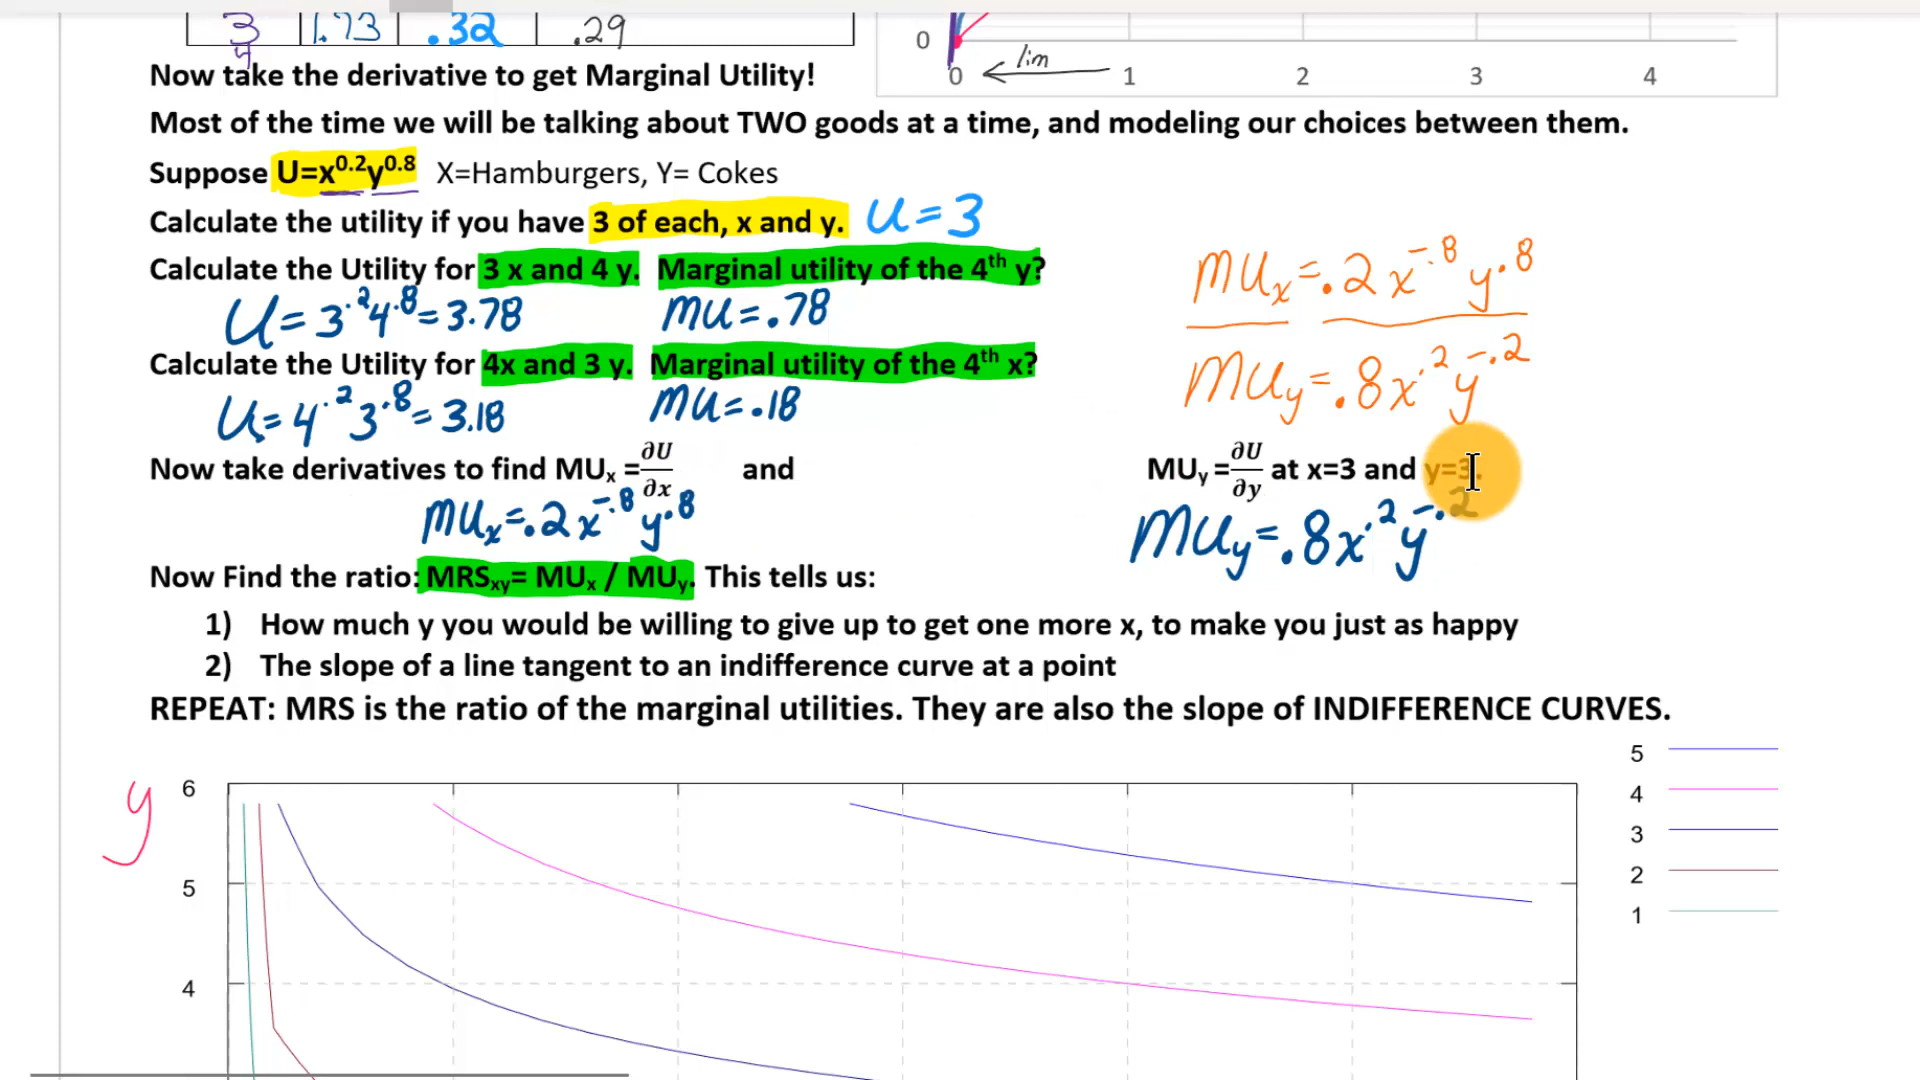 3 1.73 .32 .29
4
0
lim
0 1 2 3 4
Now take the derivative to get Marginal Utility!
Most of the time we will be talking about TWO goods at a time, and modeling our choices between them.
Suppose U=x^0.2y^0.8 X=Hamburgers, Y= Cokes
Calculate the utility if you have 3 of each, x and y. U=3
Calculate the Utility for 3 x and 4 y. Marginal utility of the 4th y?
U=3^.2 4^.8=3.78 MU=.78
MUx=.2x^-.8 y^.8
Calculate the Utility for 4x and 3 y. Marginal utility of the 4th x?
MUy=.8x^.2 y^-.2
U=4^.2 3^.8=3.18 MU=.18
Now take derivatives to find MUx =∂U/∂x and MUy=∂U/∂y at x=3 and y=3.
MUx=.2x^-.8 y^.8 MUy=.8x^.2 y^-.2
Now Find the ratio: MRSxy= MUx / MUy. This tells us:
1) How much y you would be willing to give up to get one more x, to make you just as happy
2) The slope of a line tangent to an indifference curve at a point
REPEAT: MRS is the ratio of the marginal utilities. They are also the slope of INDIFFERENCE CURVES.
y
6
5
4
5
4
3
2
1